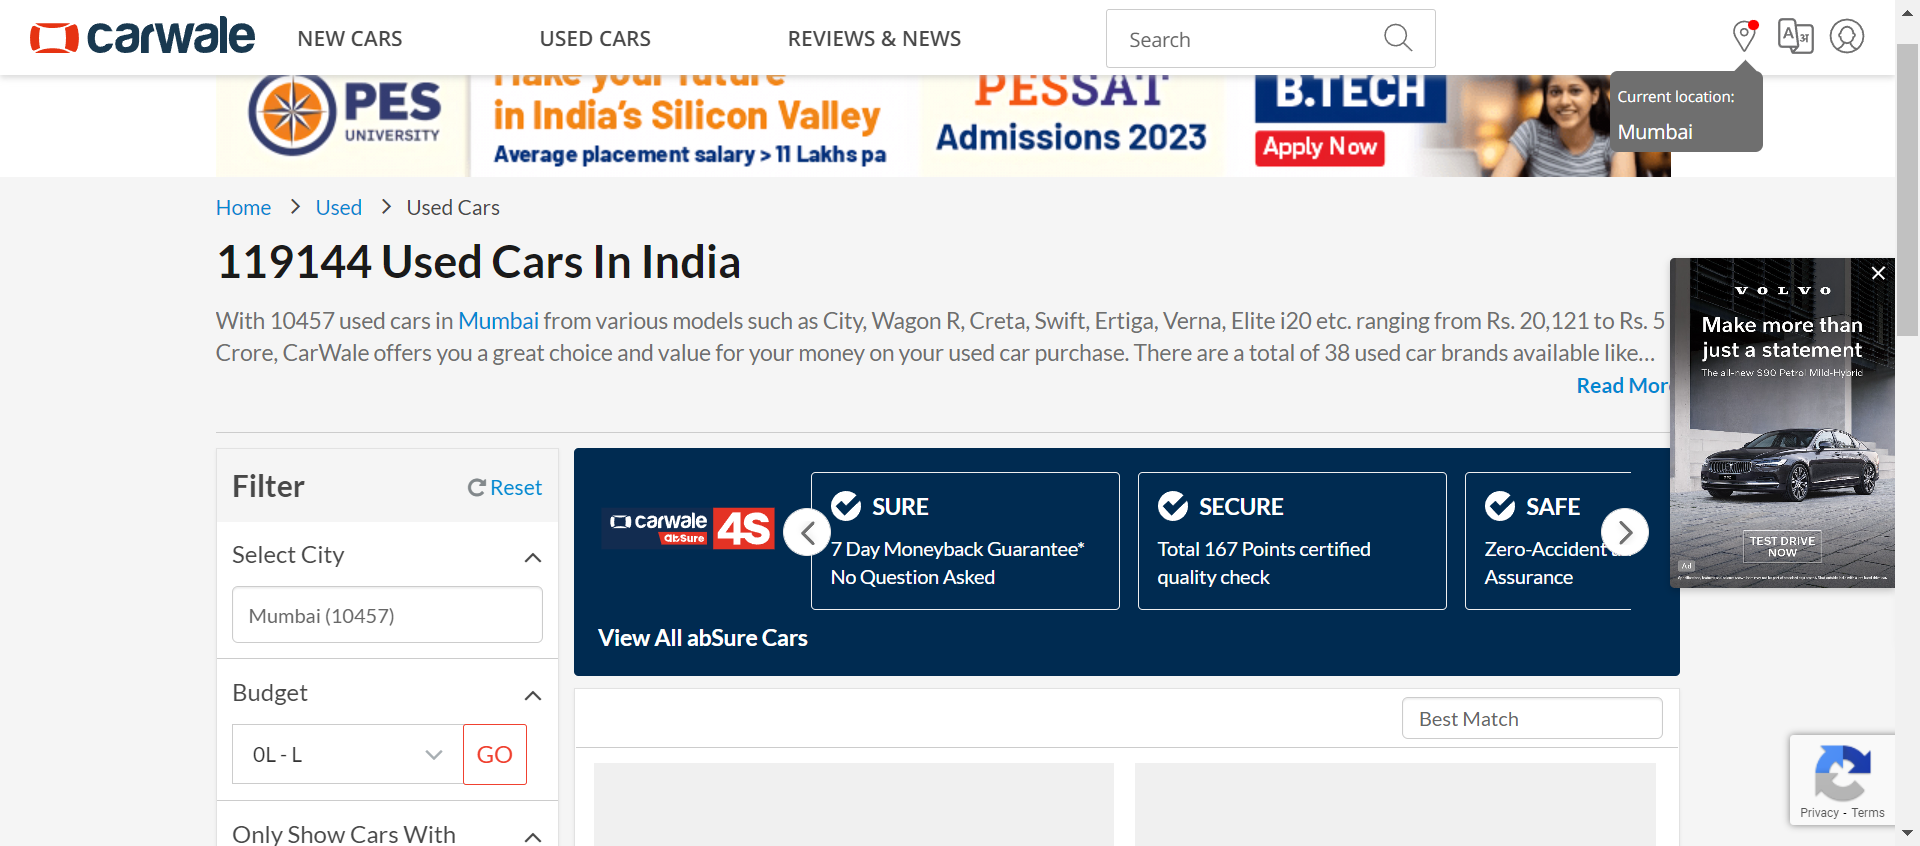 carwale
NEW CARS
USED CARS
REVIEWS & NEWS
Search
Current location:
Mumbai
PES
UNIVERSITY
Make your future
in India's Silicon Valley
Average placement salary > 11 Lakhs pa
PESSAT
Admissions 2023
B.TECH
Apply Now
Home
Used
Used Cars
119144 Used Cars In India
With 10457 used cars in Mumbai from various models such as City, Wagon R, Creta, Swift, Ertiga, Verna, Elite i20 etc. ranging from Rs. 20,121 to Rs. 5
Crore, CarWale offers you a great choice and value for your money on your used car purchase. There are a total of 38 used car brands available like...
Read More
VOLVO
Make more than
just a statement
The all-new S90 Petrol Mild-Hybrid
TEST DRIVE
NOW
Ad
Filter
Reset
Select City
Mumbai (10457)
Budget
0L - L
GO
Only Show Cars With
carwale
abSure
4S
SURE
7 Day Moneyback Guarantee*
No Question Asked
SECURE
Total 167 Points certified
quality check
SAFE
Zero-Accident
Assurance
View All abSure Cars
Best Match
Privacy - Terms